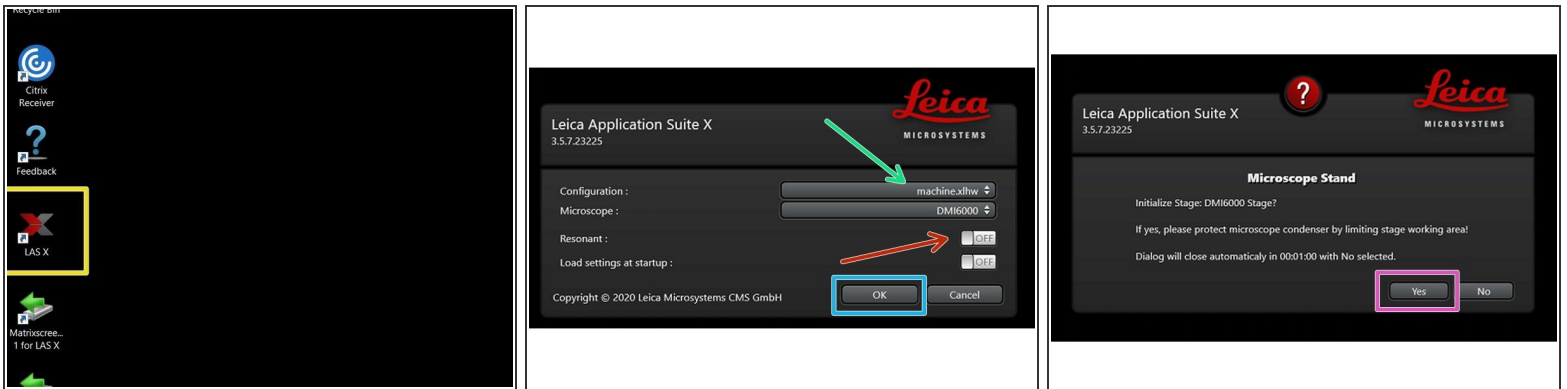 Recycle Bin
Citrix
Receiver
Feedback
LAS X
Matrixscree...
1 for LAS X
Leica Application Suite X
3.5.7.23225
Leica
MICROSYSTEMS
Configuration :
machine.xlhw
Microscope :
DMI6000
Resonant :
OFF
Load settings at startup :
OFF
Copyright © 2020 Leica Microsystems CMS GmbH
OK
Cancel
?
Leica Application Suite X
3.5.7.23225
Leica
MICROSYSTEMS
Microscope Stand
Initialize Stage: DMI6000 Stage?
If yes, please protect microscope condenser by limiting stage working area!
Dialog will close automaticaly in 00:01:00 with No selected.
Yes
No